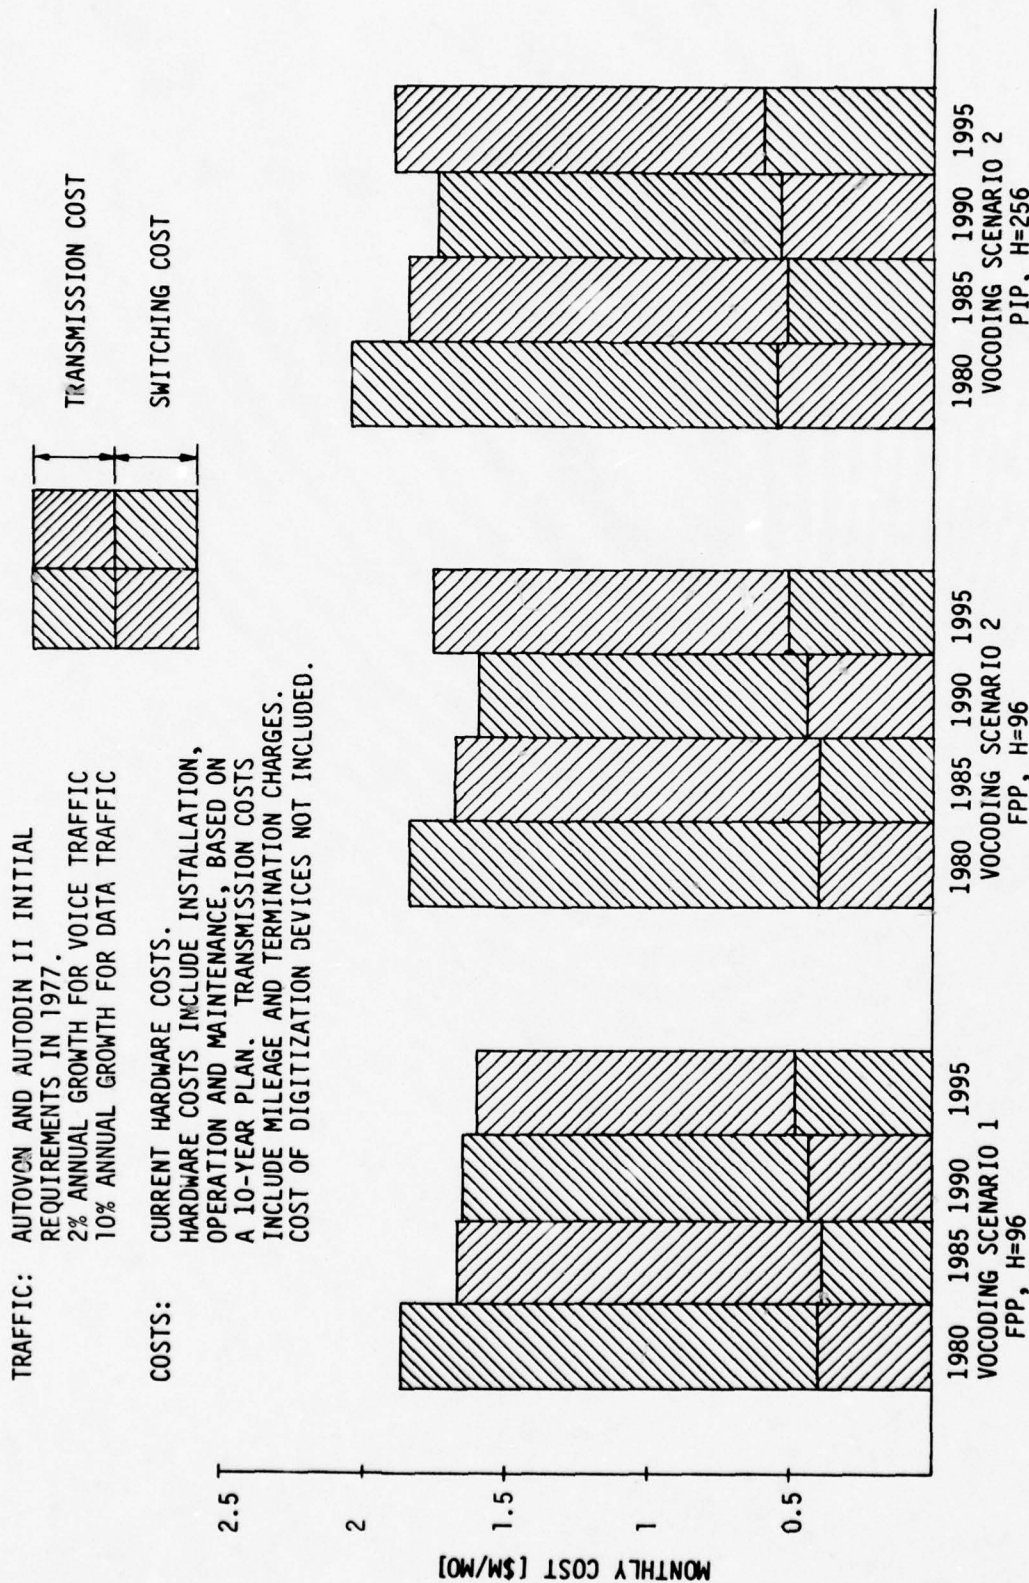 TRAFFIC: AUTOVON AND AUTODIN II INITIAL
REQUIREMENTS IN 1977.
2% ANNUAL GROWTH FOR VOICE TRAFFIC
10% ANNUAL GROWTH FOR DATA TRAFFIC
COSTS: CURRENT HARDWARE COSTS.
HARDWARE COSTS INCLUDE INSTALLATION,
OPERATION AND MAINTENANCE, BASED ON
A 10-YEAR PLAN. TRANSMISSION COSTS
INCLUDE MILEAGE AND TERMINATION CHARGES.
COST OF DIGITIZATION DEVICES NOT INCLUDED.
TRANSMISSION COST
SWITCHING COST
MONTHLY COST [$M/MO]
2.5
2
1.5
1
0.5
1980 1985 1990 1995
VOCODING SCENARIO 1
FPP, H=96
1980 1985 1990 1995
VOCODING SCENARIO 2
FPP, H=96
1980 1985 1990 1995
VOCODING SCENARIO 2
PIP, H=256